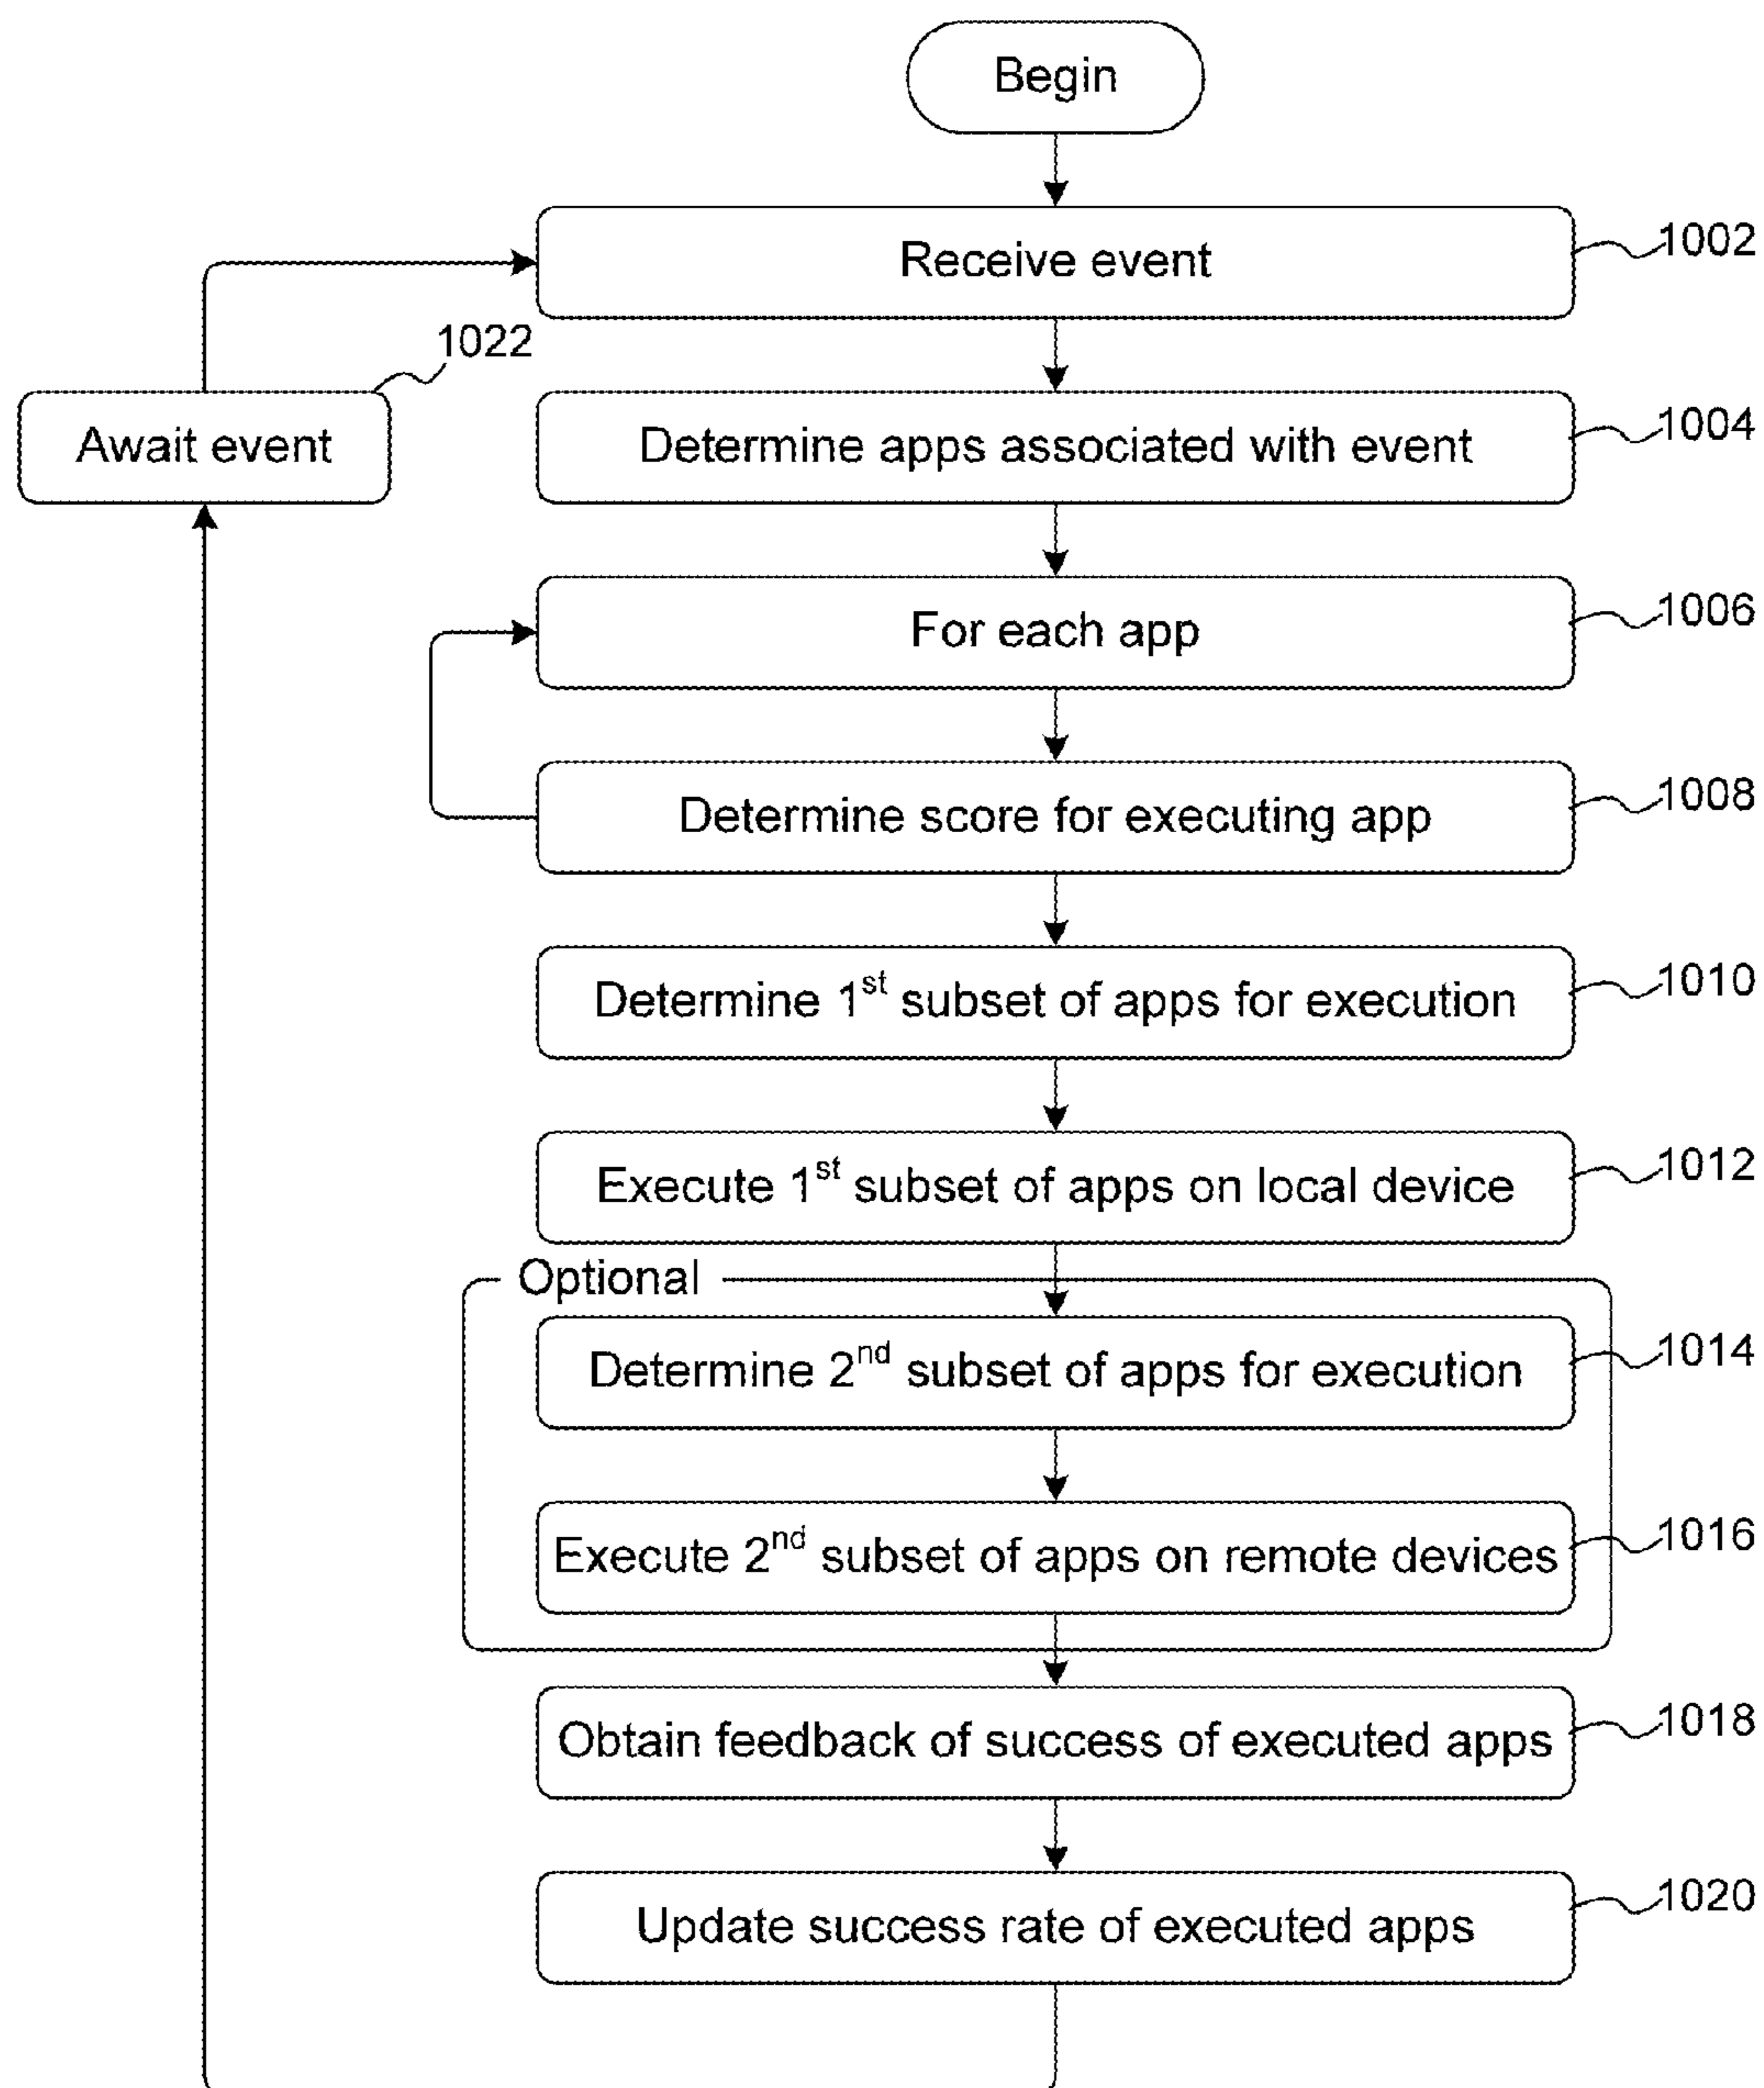 Begin
Receive event
1002
1022
Await event
Determine apps associated with event
1004
For each app
1006
Determine score for executing app
1008
Determine 1st subset of apps for execution
1010
Execute 1st subset of apps on local device
1012
Optional
Determine 2nd subset of apps for execution
1014
Execute 2nd subset of apps on remote devices
1016
Obtain feedback of success of executed apps
1018
Update success rate of executed apps
1020